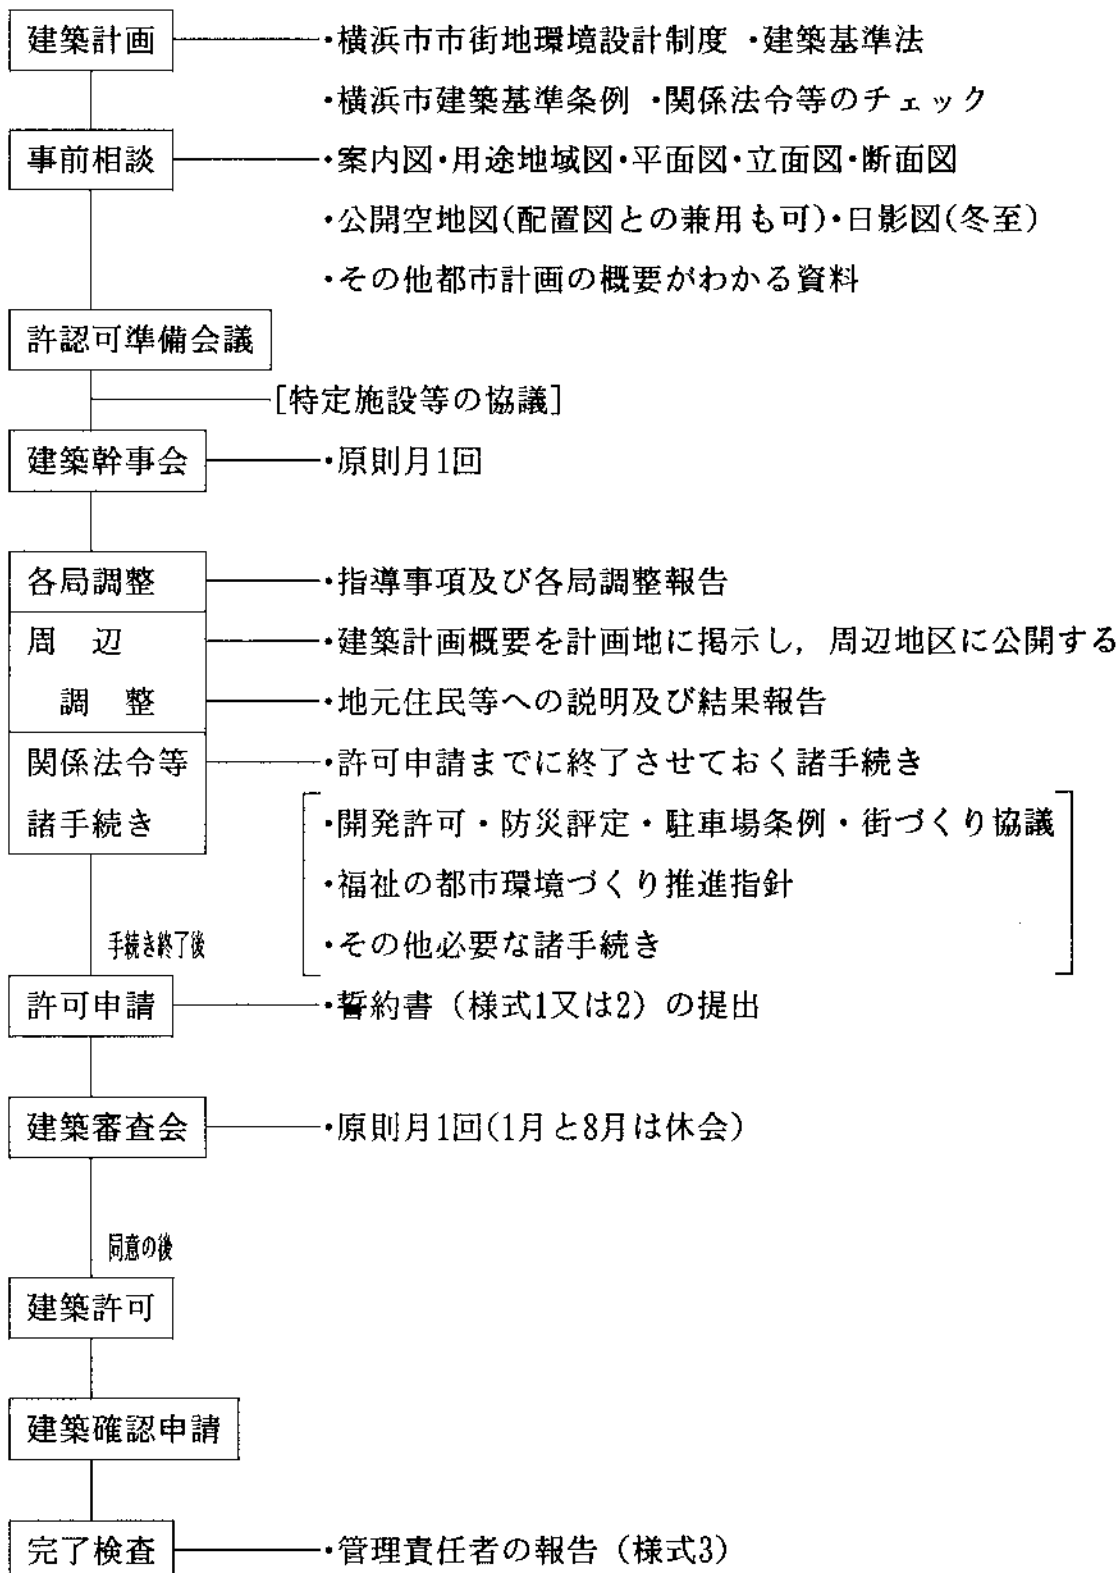 建築計画 ・横浜市市街地環境設計制度 ・建築基準法
・横浜市建築基準条例 ・関係法令等のチェック
事前相談 ・案内図・用途地域図・平面図・立面図・断面図
・公開空地図(配置図との兼用も可)・日影図(冬至)
・その他都市計画の概要がわかる資料
許認可準備会議
[特定施設等の協議]
建築幹事会 ・原則月1回
各局調整 ・指導事項及び各局調整報告
周 辺 ・建築計画概要を計画地に掲示し，周辺地区に公開する
調 整 ・地元住民等への説明及び結果報告
関係法令等 ・許可申請までに終了させておく諸手続き
諸手続き ・開発許可・防災評定・駐車場条例・街づくり協議
・福祉の都市環境づくり推進指針
手続き終了後 ・その他必要な諸手続き
許可申請 ・誓約書（様式1又は2）の提出
建築審査会 ・原則月1回(1月と8月は休会)
同意の後
建築許可
建築確認申請
完了検査 ・管理責任者の報告（様式3）